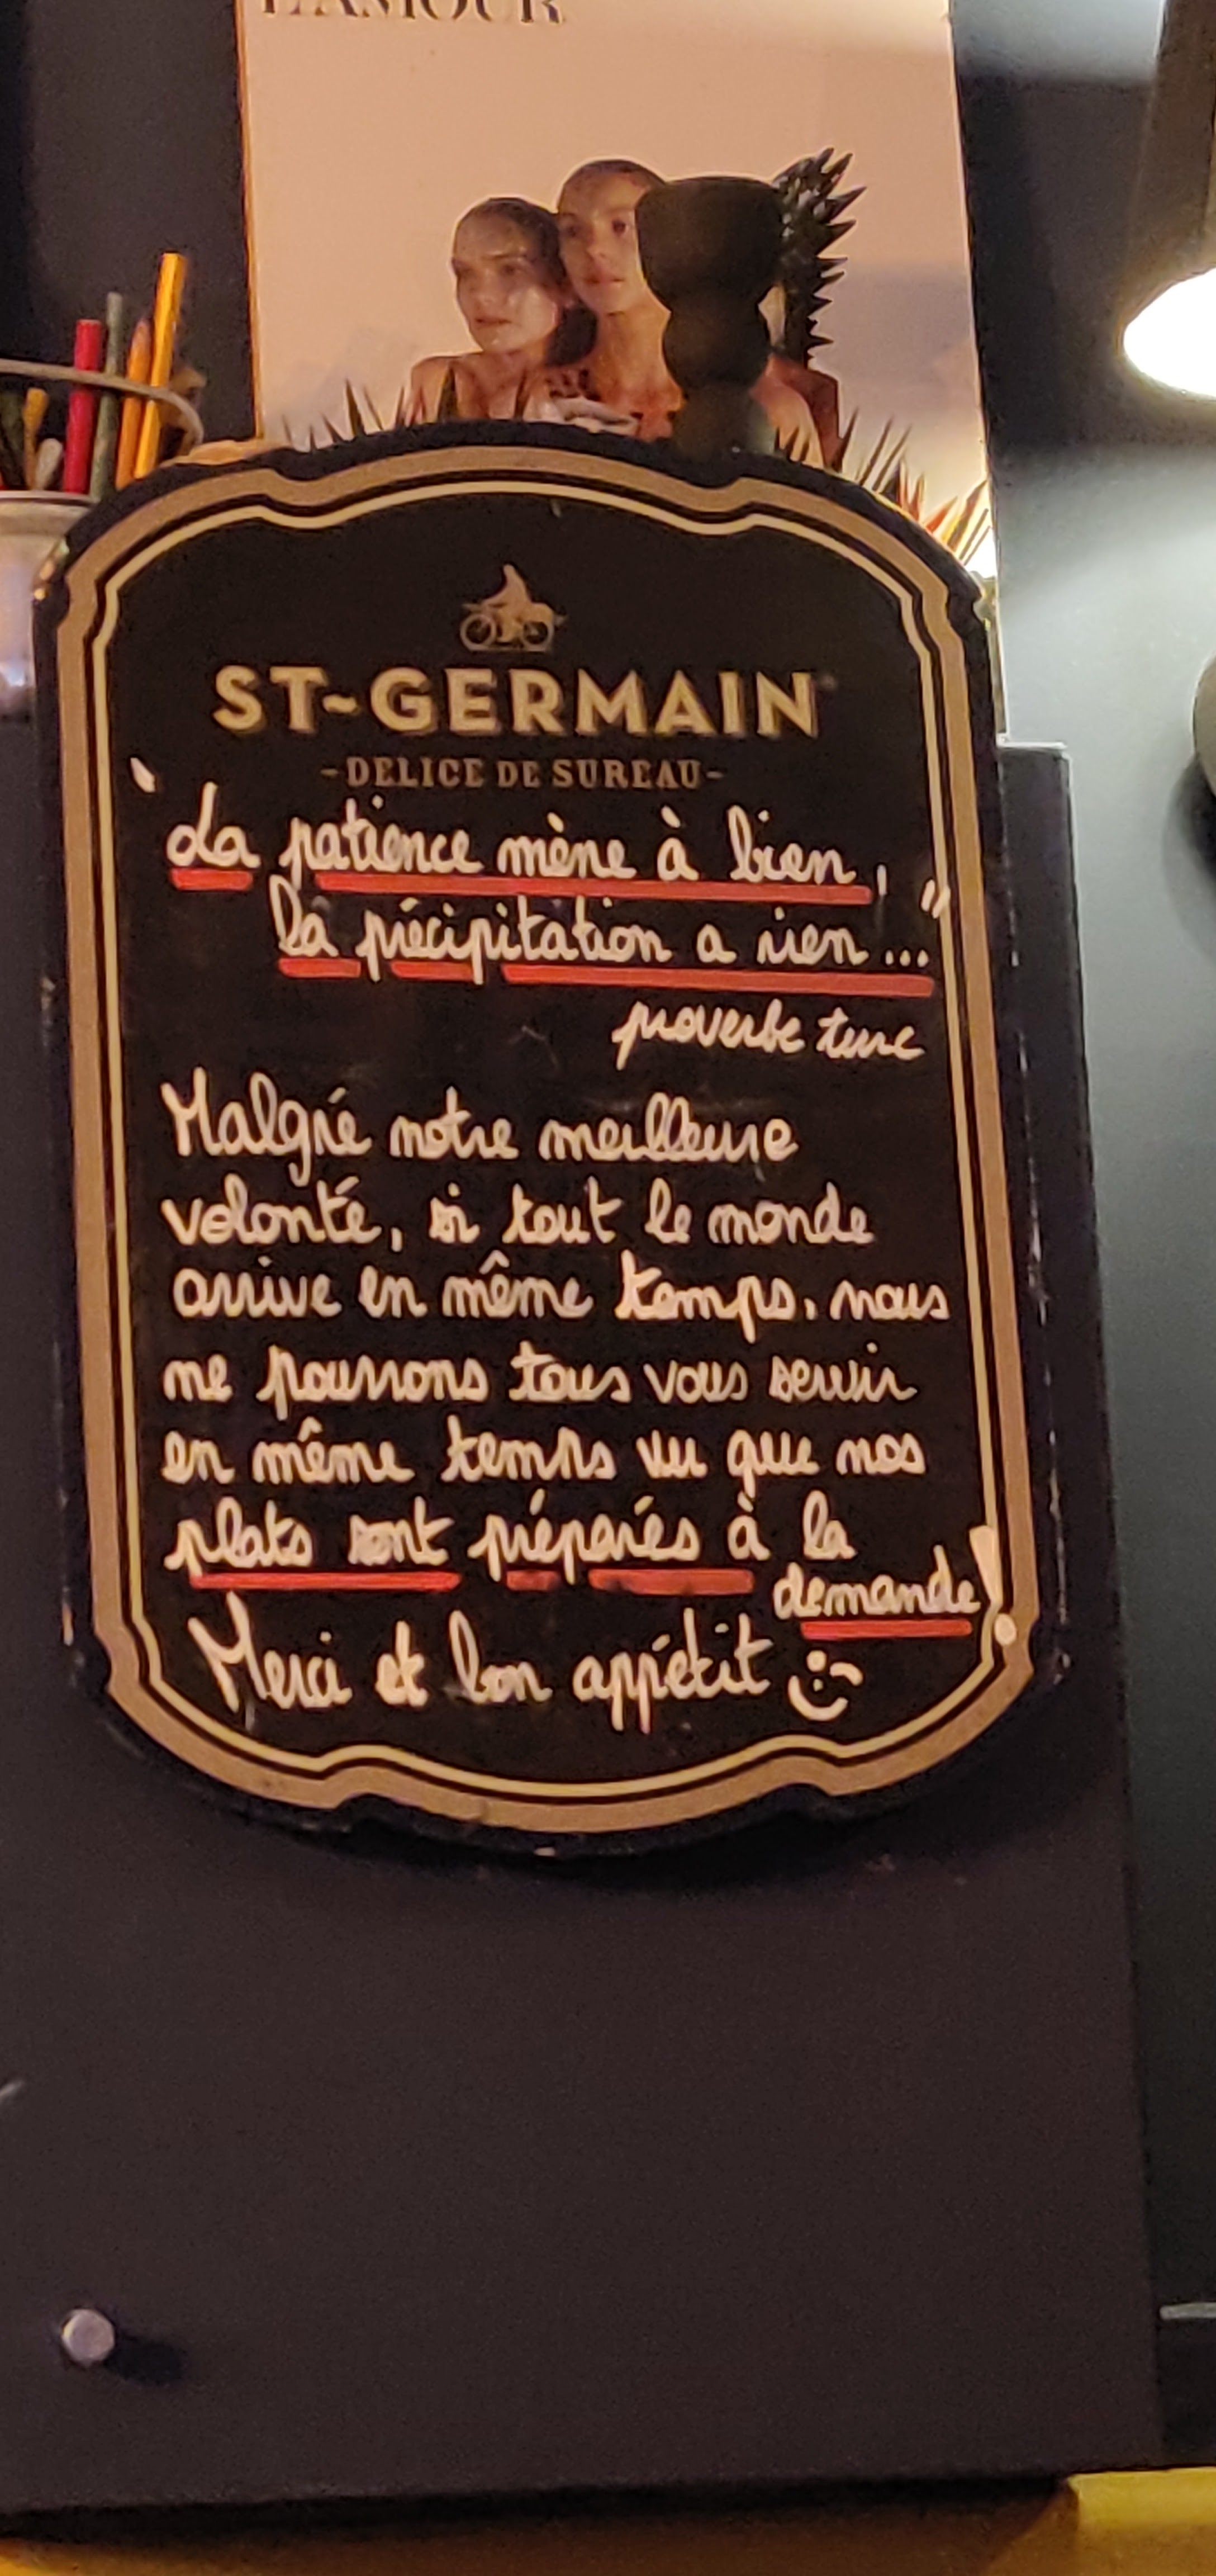 L'AMOUR
ST-GERMAIN
-DELICE DE SUREAU-
"La patience mène à bien,
la précipitation a rien..."
proverbe turc
Malgré notre meilleure
volonté, si tout le monde
arrive en même temps, nous
ne pourrons tous vous servir
en même temps vu que nos
plats sont préparés à la
demande!
Merci et bon appétit